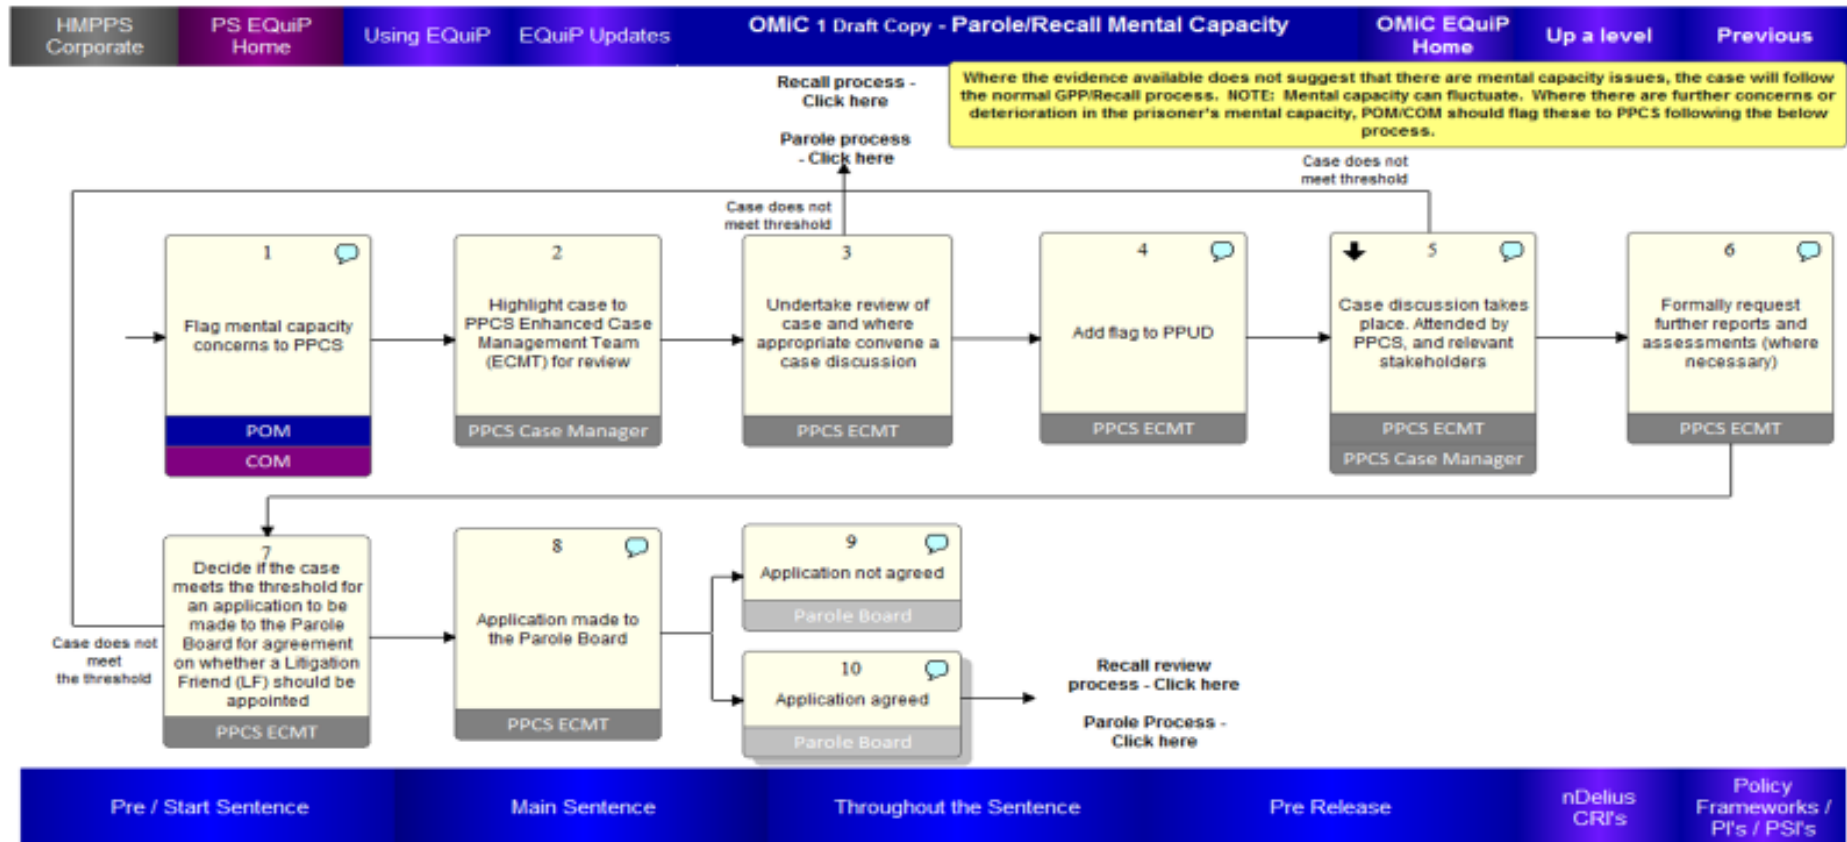 HMPPS
Corporate
PS EQuiP
Home
Using EQuiP
EQuiP Updates
OMiC 1 Draft Copy - Parole/Recall Mental Capacity
OMiC EQuiP
Home
Up a level
Previous
Recall process -
Click here
Parole process
- Click here
Where the evidence available does not suggest that there are mental capacity issues, the case will follow
the normal GPP/Recall process. NOTE: Mental capacity can fluctuate. Where there are further concerns or
deterioration in the prisoner's mental capacity, POM/COM should flag these to PPCS following the below
process.
Case does not
meet threshold
Case does not
meet threshold
1
Flag mental capacity
concerns to PPCS
POM
COM
2
Highlight case to
PPCS Enhanced Case
Management Team
(ECMT) for review
PPCS Case Manager
3
Undertake review of
case and where
appropriate convene a
case discussion
PPCS ECMT
4
Add flag to PPUD
PPCS ECMT
5
Case discussion takes
place. Attended by
PPCS, and relevant
stakeholders
PPCS ECMT
PPCS Case Manager
6
Formally request
further reports and
assessments (where
necessary)
PPCS ECMT
Case does not
meet
the threshold
7
Decide if the case
meets the threshold for
an application to be
made to the Parole
Board for agreement
on whether a Litigation
Friend (LF) should be
appointed
PPCS ECMT
8
Application made to
the Parole Board
PPCS ECMT
9
Application not agreed
Parole Board
10
Application agreed
Parole Board
Recall review
process - Click here
Parole Process -
Click here
Pre / Start Sentence
Main Sentence
Throughout the Sentence
Pre Release
nDelius
CRI's
Policy
Frameworks /
PI's / PSI's